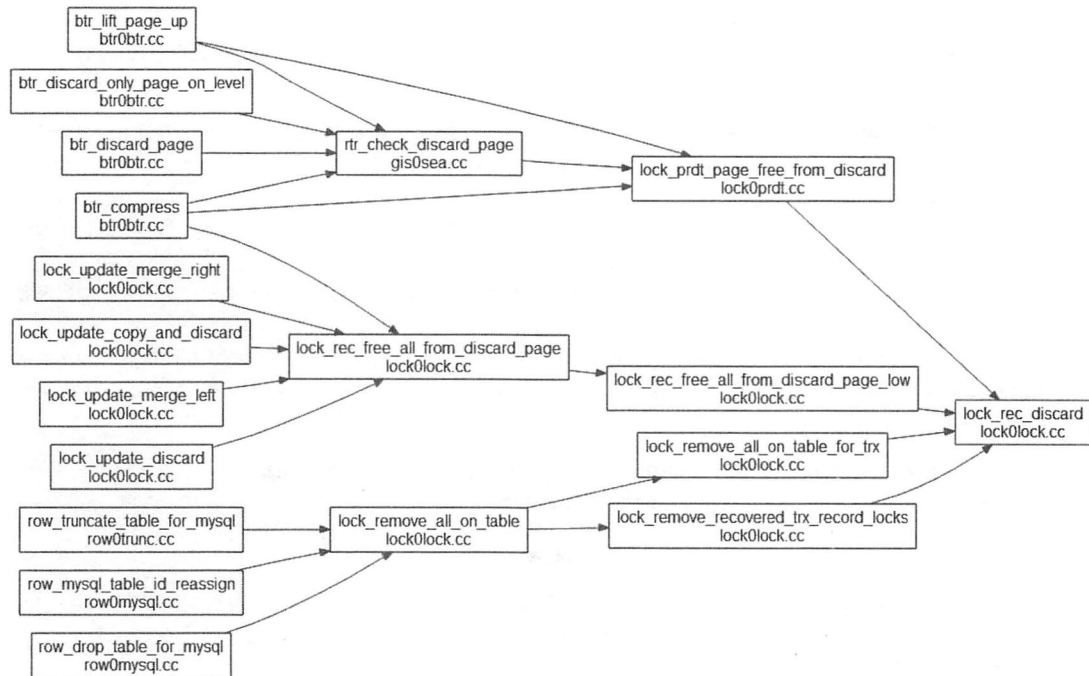 btr_lift_page_up
btr0btr.cc
btr_discard_only_page_on_level
btr0btr.cc
btr_discard_page
btr0btr.cc
rtr_check_discard_page
gis0sea.cc
lock_prdt_page_free_from_discard
lock0prdt.cc
btr_compress
btr0btr.cc
lock_update_merge_right
lock0lock.cc
lock_update_copy_and_discard
lock0lock.cc
lock_rec_free_all_from_discard_page
lock0lock.cc
lock_update_merge_left
lock0lock.cc
lock_rec_free_all_from_discard_page_low
lock0lock.cc
lock_rec_discard
lock0lock.cc
lock_update_discard
lock0lock.cc
lock_remove_all_on_table_for_trx
lock0lock.cc
row_truncate_table_for_mysql
row0trunc.cc
lock_remove_all_on_table
lock0lock.cc
lock_remove_recovered_trx_record_locks
lock0lock.cc
row_mysql_table_id_reassign
row0mysql.cc
row_drop_table_for_mysql
row0mysql.cc